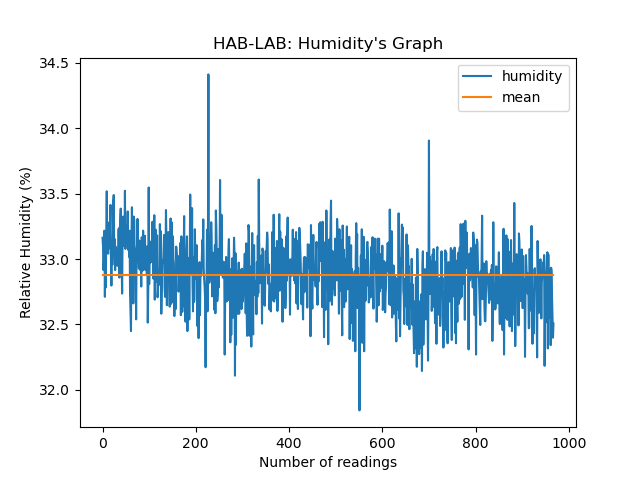 HAB-LAB: Humidity's Graph
34.5
humidity
mean
34.0
33.5
33.0
32.5
32.0
Relative Humidity (%)
0 200 400 600 800 1000
Number of readings